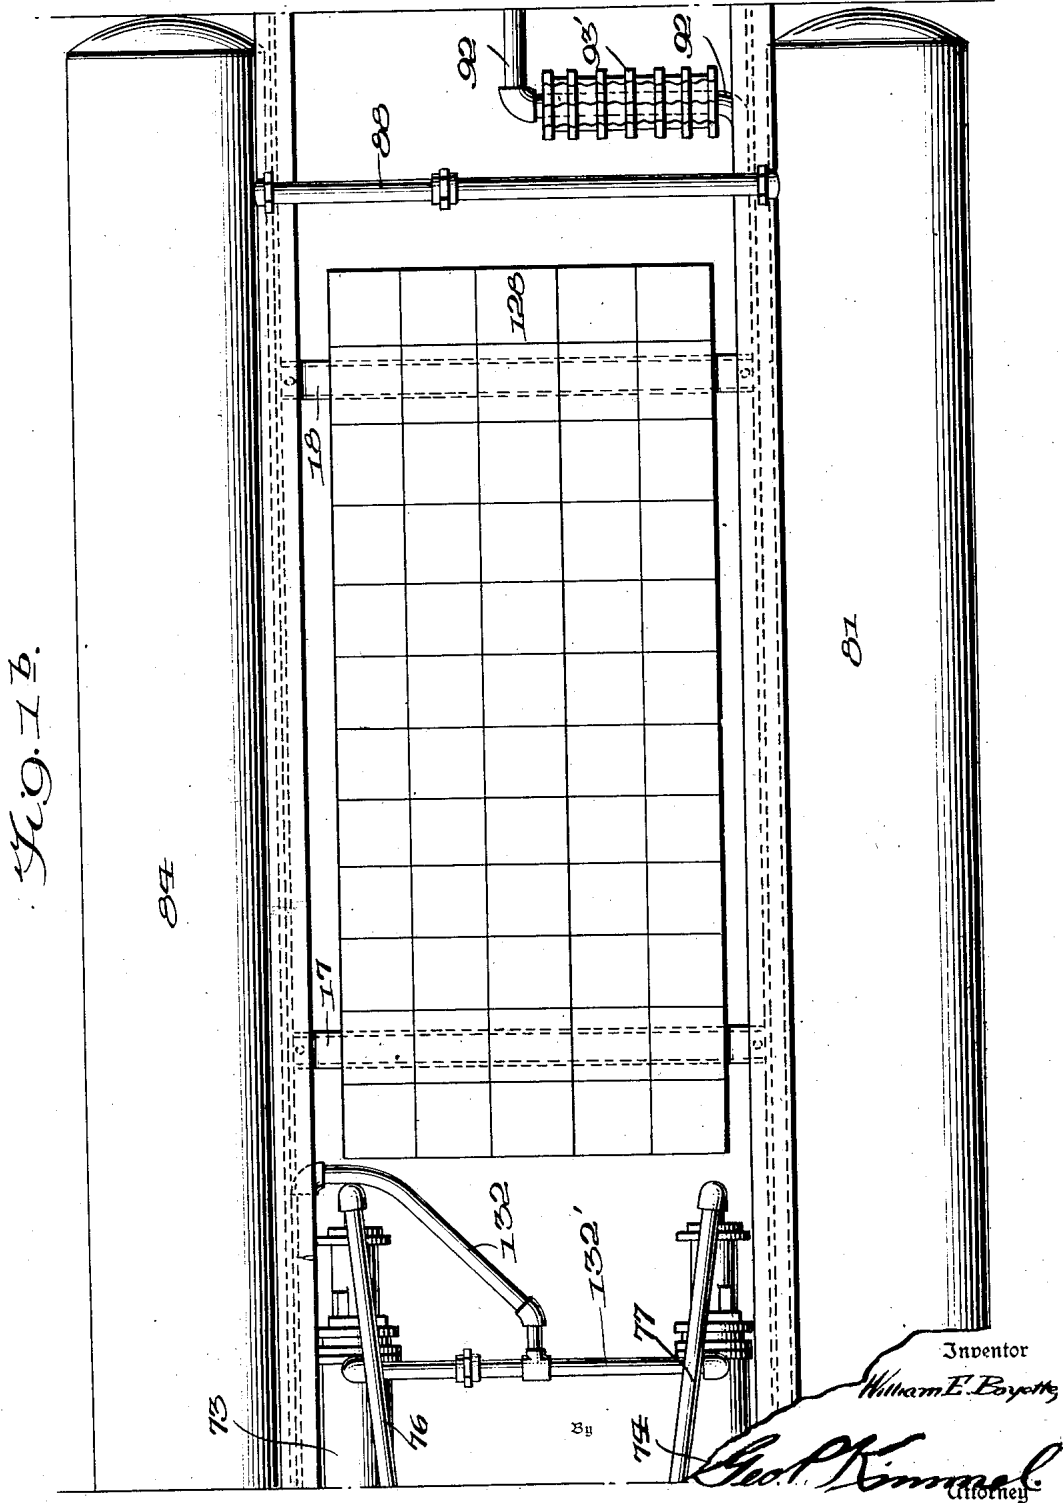 Fig. 1b.
92
93'
92
88
128
18
81
84
17
132
132'
77
73
76
74
Inventor
William E. Boyette,
By
Geo. P. Kimmel.
Attorney